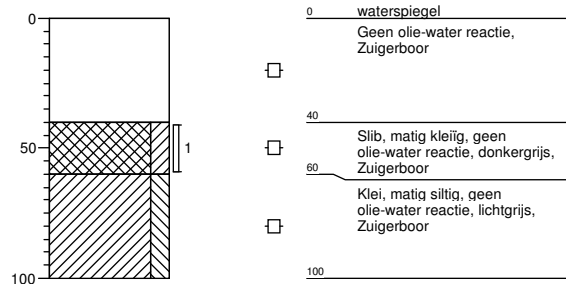 0
50
100
1
0 waterspiegel
Geen olie-water reactie,
Zuigerboor
40
Slib, matig kleiïg, geen
olie-water reactie, donkergrijs,
Zuigerboor
60
Klei, matig siltig, geen
olie-water reactie, lichtgrijs,
Zuigerboor
100